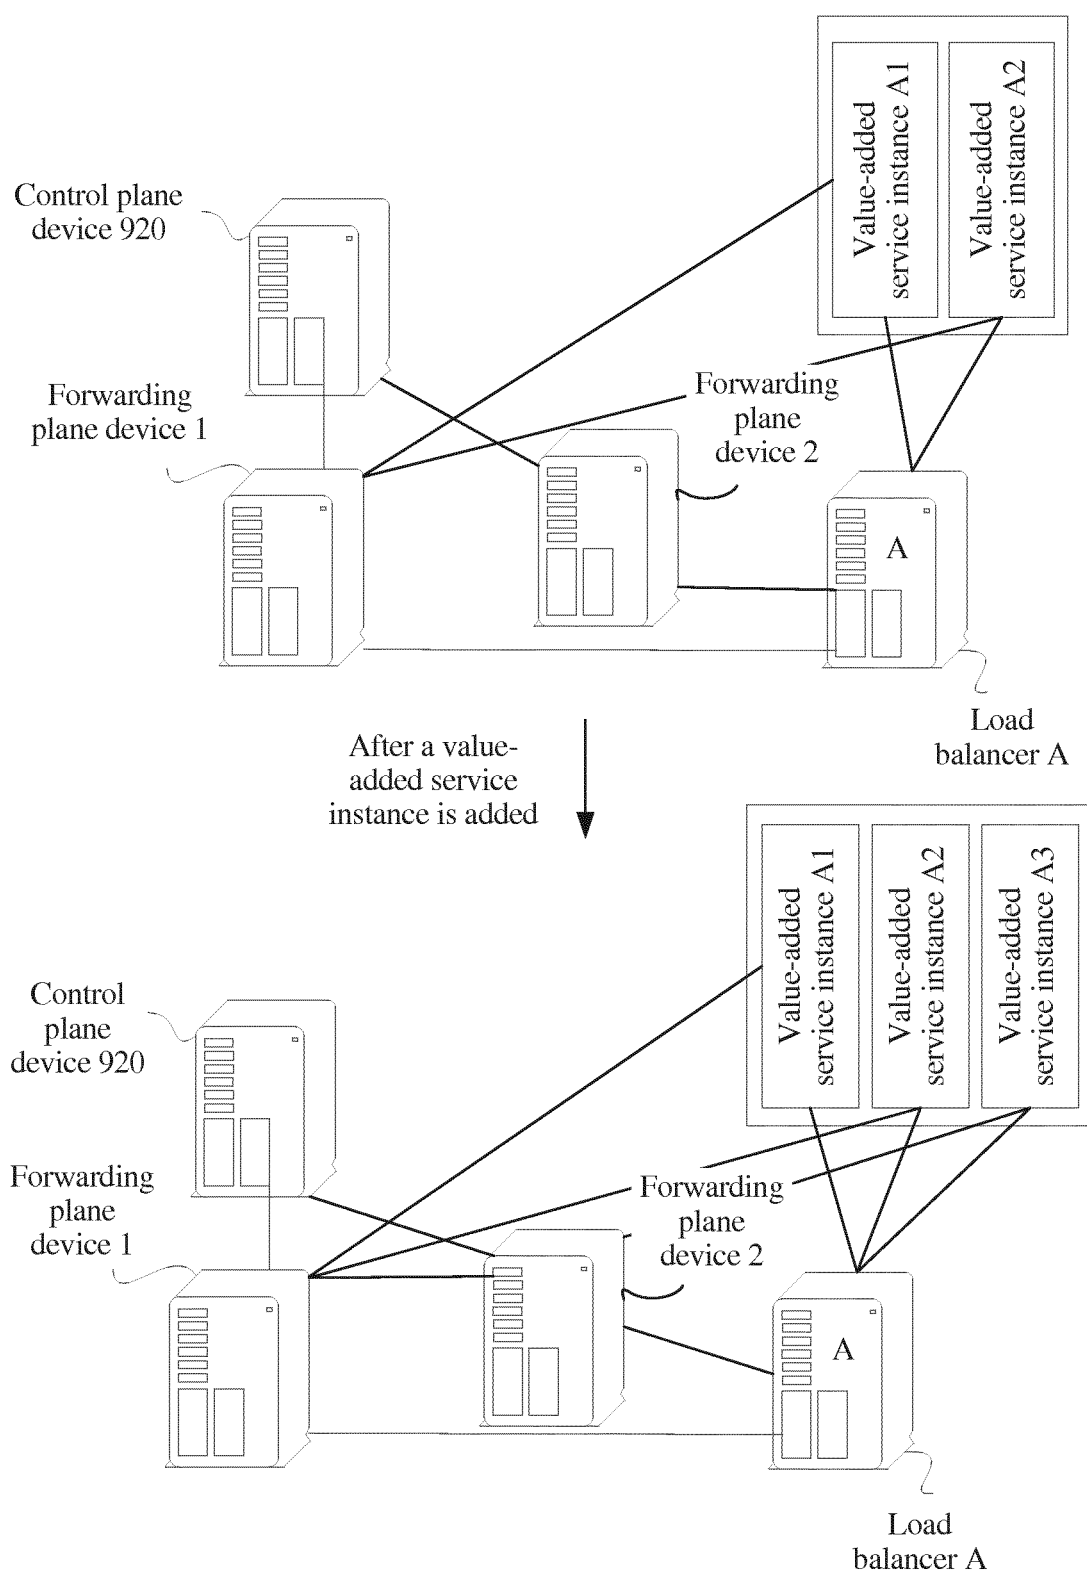 Value-added
service instance A1
Value-added
service instance A2
Control plane
device 920
Forwarding
plane device 1
Forwarding
plane
device 2
A
Load
balancer A
After a value-
added service
instance is added
Value-added
service instance A1
Value-added
service instance A2
Value-added
service instance A3
Control
plane
device 920
Forwarding
plane
device 1
Forwarding
plane
device 2
A
Load
balancer A